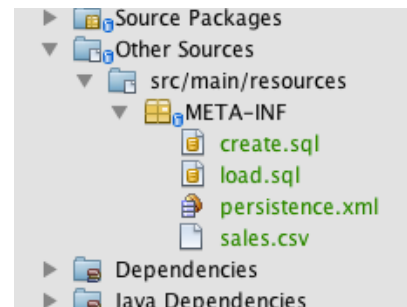 Source Packages
Other Sources
src/main/resources
META-INF
create.sql
load.sql
persistence.xml
sales.csv
Dependencies
Java Dependencies